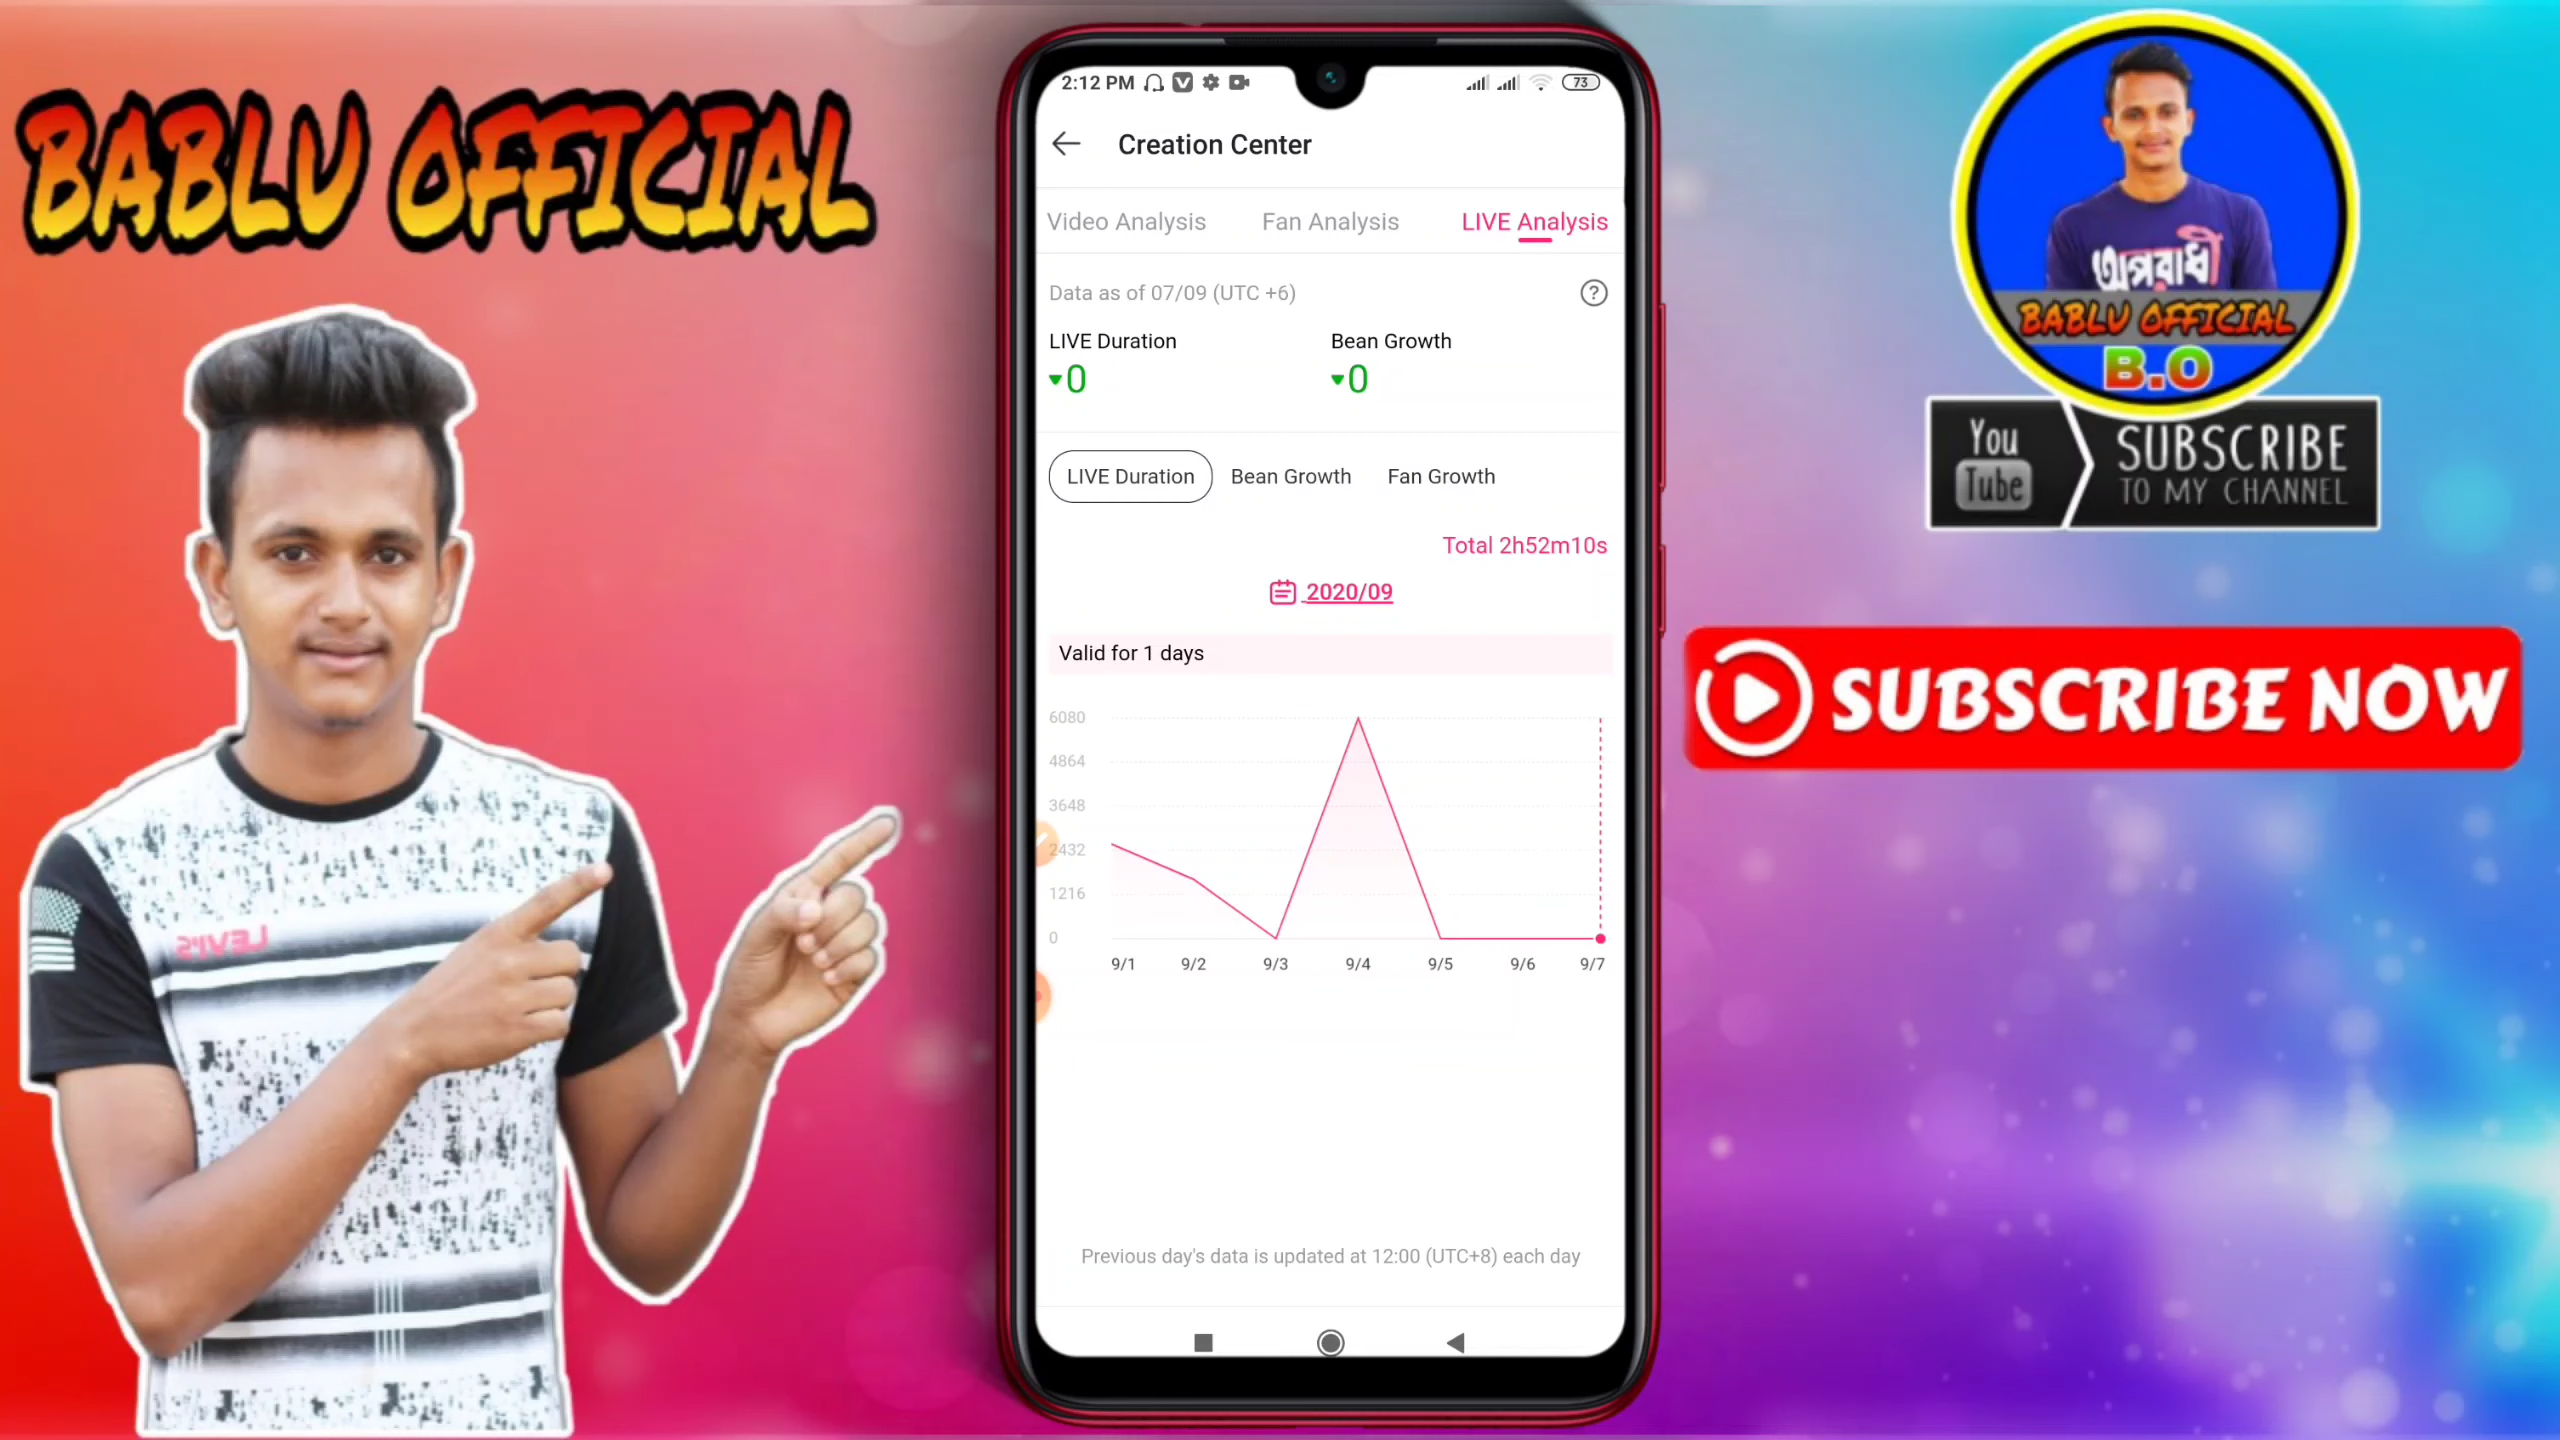 BABLU OFFICIAL
LEVI'S
2:12 PM
73
Creation Center
Video Analysis
Fan Analysis
LIVE Analysis
Data as of 07/09 (UTC +6)
?
LIVE Duration
Bean Growth
0
0
LIVE Duration
Bean Growth
Fan Growth
Total 2h52m10s
2020/09
Valid for 1 days
6080
4864
3648
2432
1216
0
9/1 9/2 9/3 9/4 9/5 9/6 9/7
Previous day's data is updated at 12:00 (UTC+8) each day
অপরাধী
BABLU OFFICIAL
B.O
You
Tube
SUBSCRIBE
TO MY CHANNEL
SUBSCRIBE NOW